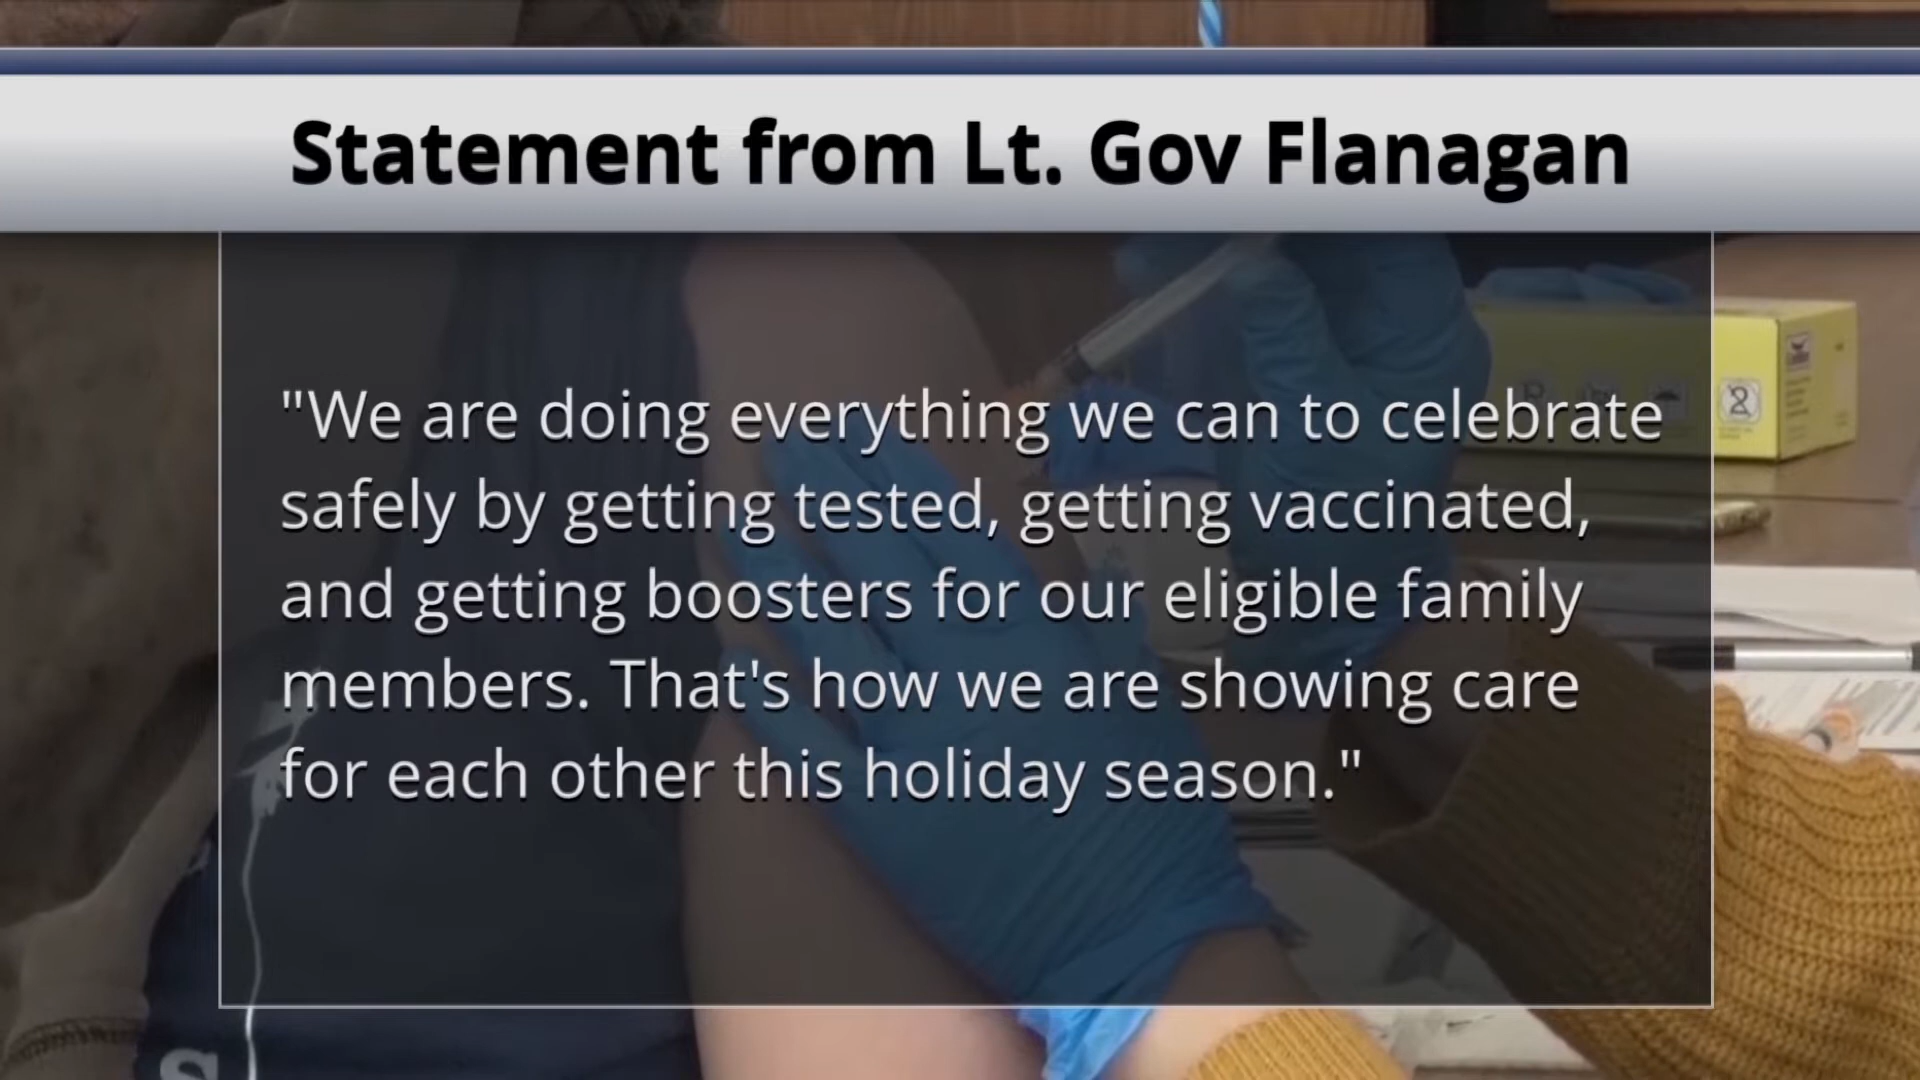 Statement from Lt. Gov Flanagan
"We are doing everything we can to celebrate
safely by getting tested, getting vaccinated,
and getting boosters for our eligible family
members. That's how we are showing care
for each other this holiday season."